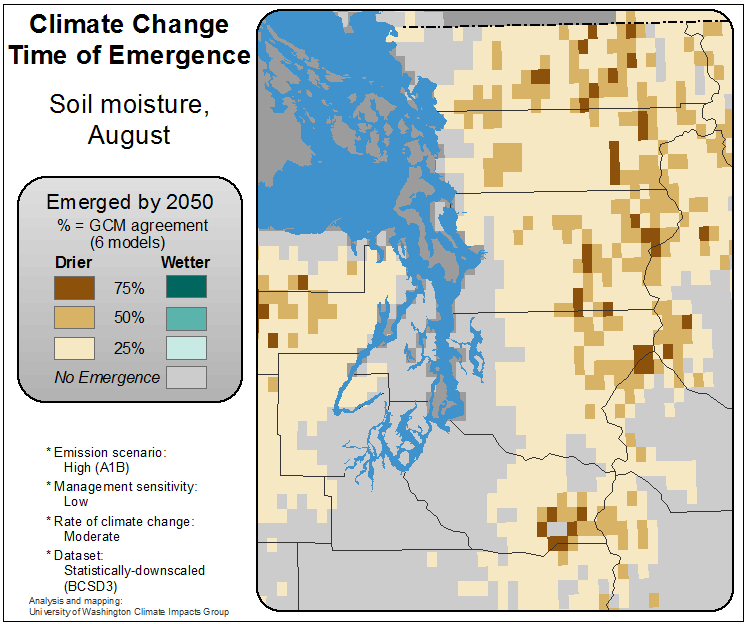 Climate Change
Time of Emergence
Soil moisture,
August
Emerged by 2050
% = GCM agreement
(6 models)
Drier Wetter
75%
50%
25%
No Emergence
* Emission scenario:
High (A1B)
* Management sensitivity:
Low
* Rate of climate change:
Moderate
* Dataset:
Statistically-downscaled
(BCSD3)
Analysis and mapping:
University of Washington Climate Impacts Group